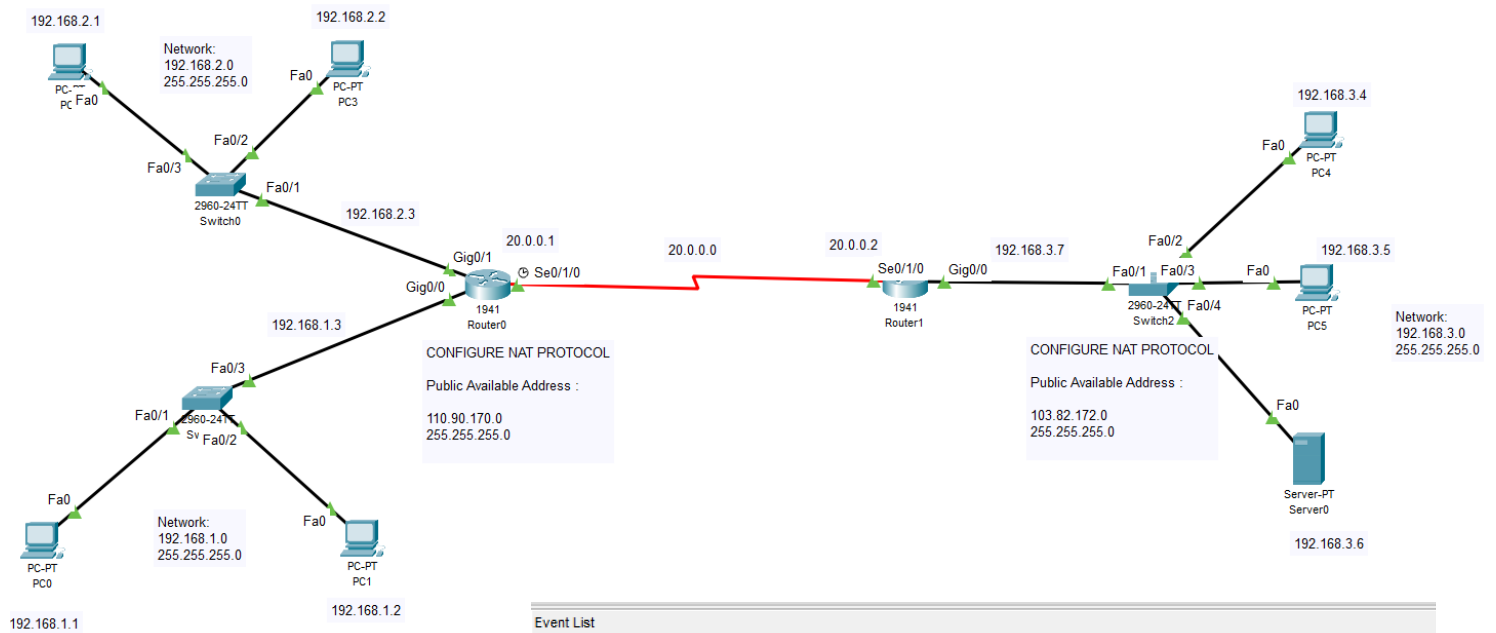 192.168.2.1
192.168.2.2
Network:
192.168.2.0
255.255.255.0
Fa0
PC-PT
PC3
Fa0
Fa0/2
Fa0/3
Fa0/1
2960-24TT
Switch0
192.168.2.3
Gig0/1
Gig0/0
20.0.0.1
Se0/1/0
1941
Router0
20.0.0.0
20.0.0.2
Se0/1/0
Gig0/0
1941
Router1
192.168.3.7
192.168.3.4
Fa0
PC-PT
PC4
Fa0/2
Fa0/1
Fa0/3
Fa0/4
Switch2
192.168.3.5
Fa0
PC-PT
PC5
Network:
192.168.3.0
255.255.255.0
192.168.1.3
CONFIGURE NAT PROTOCOL
Public Available Address :
110.90.170.0
255.255.255.0
CONFIGURE NAT PROTOCOL
Public Available Address :
103.82.172.0
255.255.255.0
Fa0
Server-PT
Server0
192.168.3.6
Fa0/3
Fa0/1
Fa0/2
Fa0
PC-PT
PC0
192.168.1.1
Network:
192.168.1.0
255.255.255.0
Fa0
PC-PT
PC1
192.168.1.2
Event List